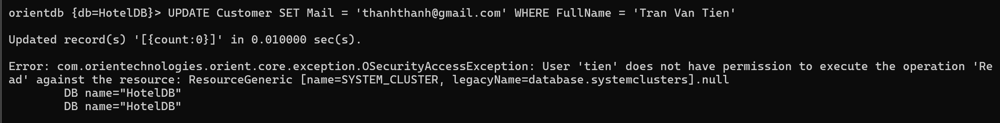 orientdb {db=HotelDB}> UPDATE Customer SET Mail = 'thanhthanh@gmail.com' WHERE FullName = 'Tran Van Tien'
Updated record(s) '[{count:0}]' in 0.010000 sec(s).
Error: com.orientechnologies.orient.core.exception.OSecurityAccessException: User 'tien' does not have permission to execute the operation 'Re
ad' against the resource: ResourceGeneric [name=SYSTEM_CLUSTER, legacyName=database.systemclusters].null
DB name="HotelDB"
DB name="HotelDB"